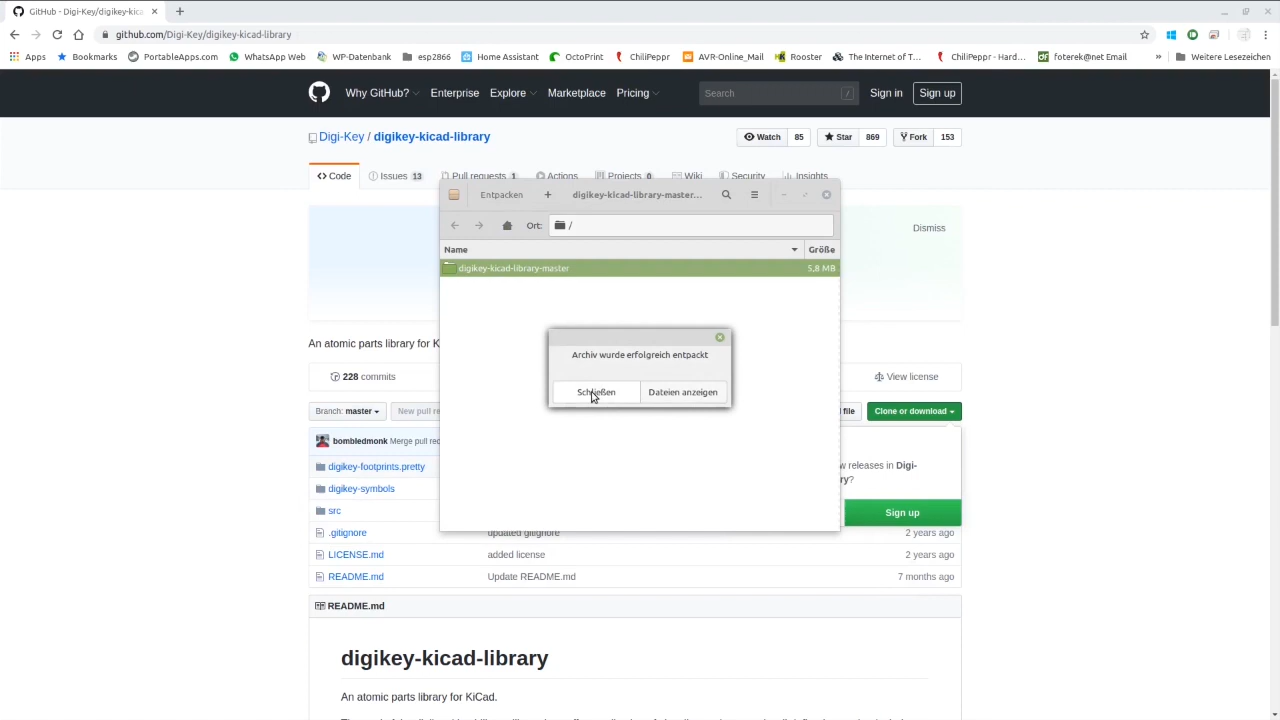 GitHub - Digi-Key/digikey-kica
github.com/Digi-Key/digikey-kicad-library
Apps Bookmarks PortableApps.com WhatsApp Web WP-Datenbank esp2866 Home Assistant OctoPrint ChiliPeppr AVR-Online_Mail Rooster The Internet of T... ChiliPeppr - Hard... foterek@net Email » Weitere Lesezeichen
Why GitHub? Enterprise Explore Marketplace Pricing Search / Sign in Sign up
Digi-Key / digikey-kicad-library Watch 85 Star 869 Fork 153
Code Issues 13 Pull requests 1 Actions Projects 0 Wiki Security Insights
Entpacken + digikey-kicad-library-master...
Ort: /
Dismiss
Name Größe
digikey-kicad-library-master 5,8 MB
An atomic parts library for K
Archiv wurde erfolgreich entpackt
228 commits View license
Schließen Dateien anzeigen
Branch: master New pull re file Clone or download
bombledmonk Merge pull rec
digikey-footprints.pretty w releases in Digi-
ry?
digikey-symbols
src Sign up
.gitignore updated gitignore 2 years ago
LICENSE.md added license 2 years ago
README.md Update README.md 7 months ago
README.md
digikey-kicad-library
An atomic parts library for KiCad.